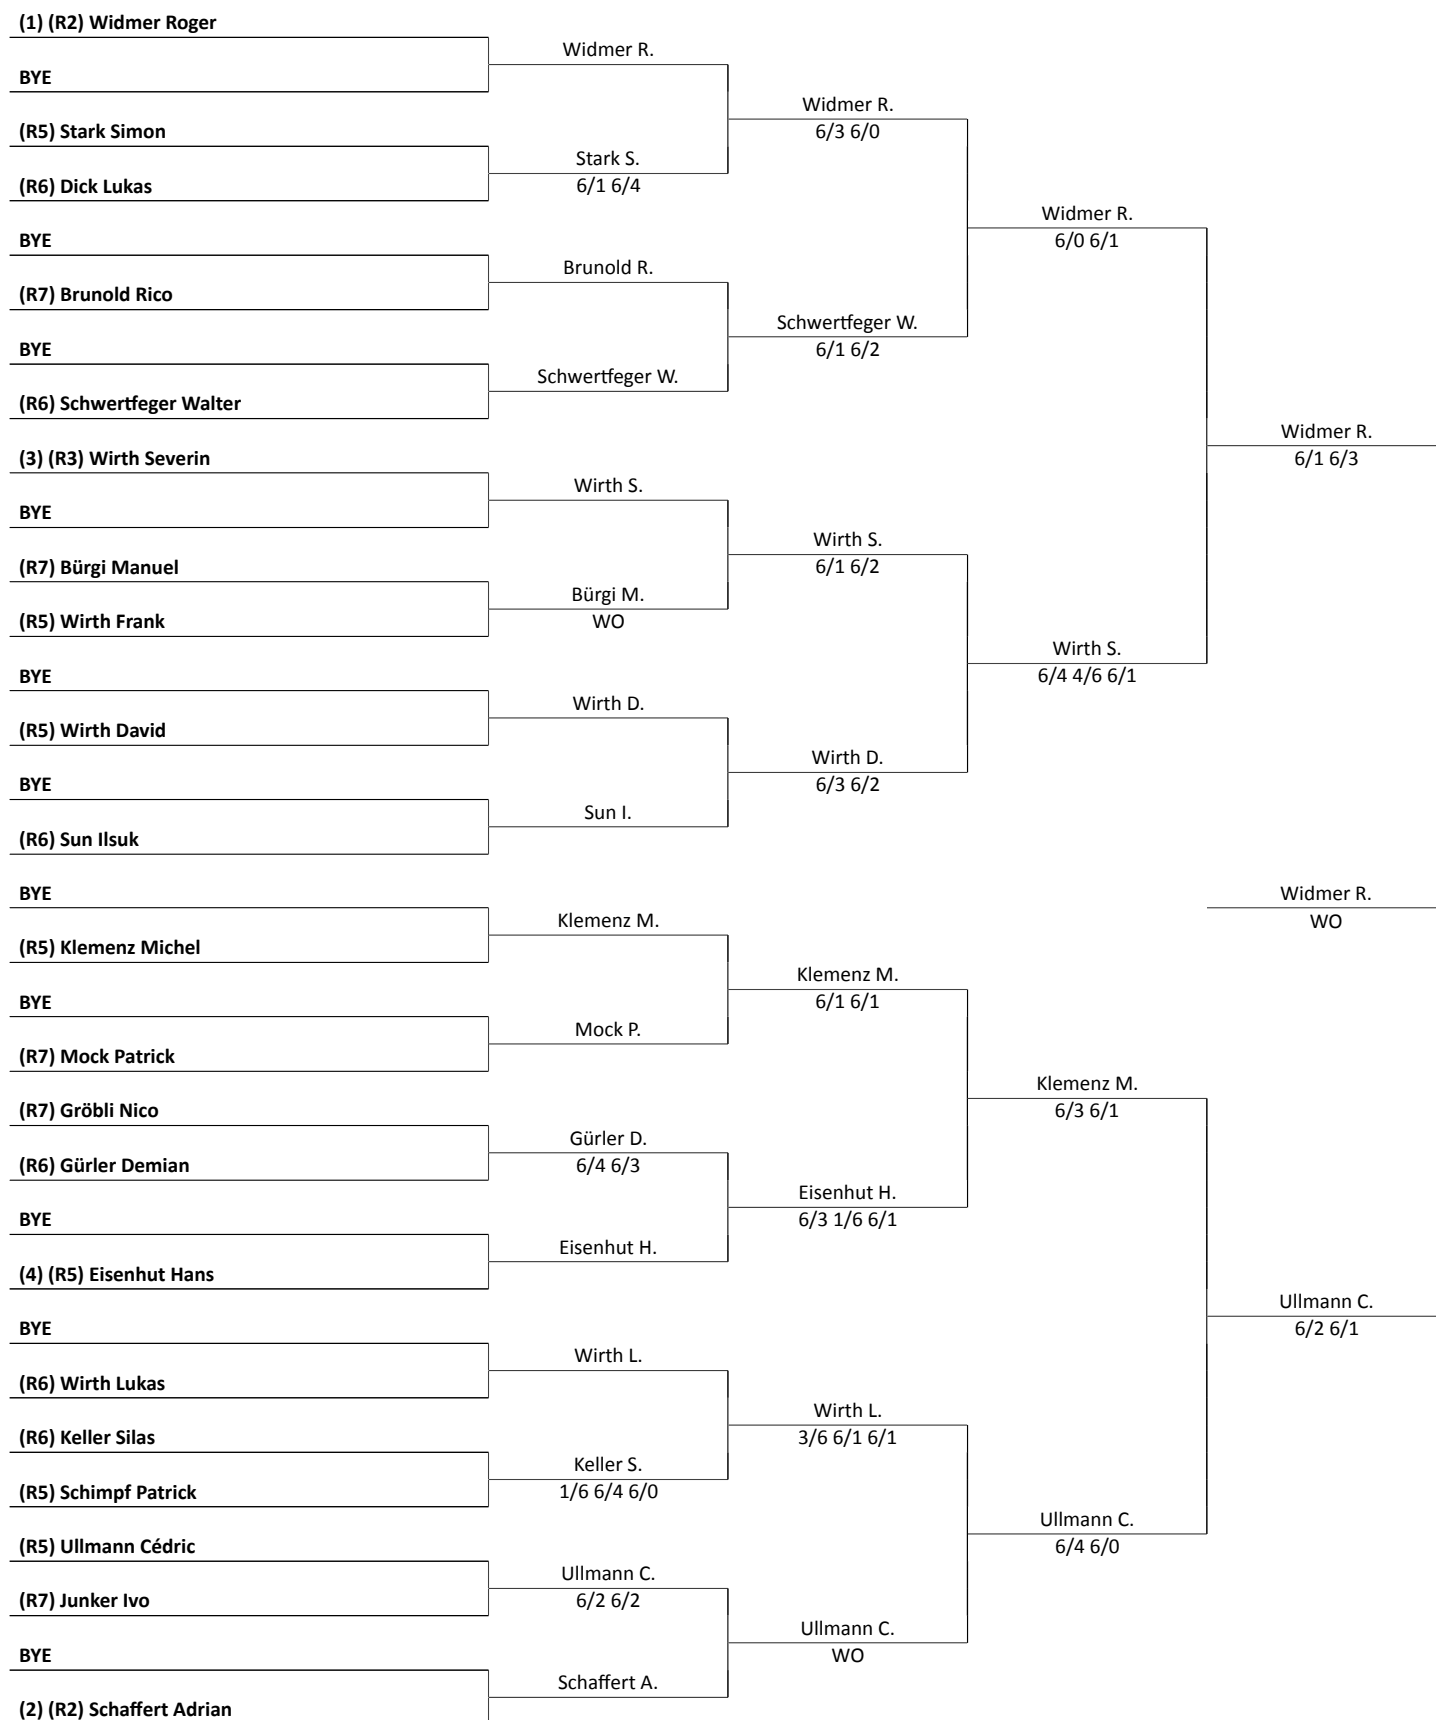 (1) (R2) Widmer Roger
Widmer R.
BYE
Widmer R.
6/3 6/0
(R5) Stark Simon
Stark S.
6/1 6/4
(R6) Dick Lukas
Widmer R.
6/0 6/1
BYE
Brunold R.
(R7) Brunold Rico
Schwertfeger W.
6/1 6/2
BYE
Schwertfeger W.
(R6) Schwertfeger Walter
Widmer R.
6/1 6/3
(3) (R3) Wirth Severin
Wirth S.
BYE
Wirth S.
6/1 6/2
(R7) Bürgi Manuel
Bürgi M.
WO
(R5) Wirth Frank
Wirth S.
6/4 4/6 6/1
BYE
Wirth D.
(R5) Wirth David
Wirth D.
6/3 6/2
BYE
Sun I.
(R6) Sun Ilsuk
BYE
Widmer R.
WO
Klemenz M.
(R5) Klemenz Michel
Klemenz M.
6/1 6/1
BYE
Mock P.
(R7) Mock Patrick
Klemenz M.
6/3 6/1
(R7) Gröbli Nico
Gürler D.
6/4 6/3
(R6) Gürler Demian
Eisenhut H.
6/3 1/6 6/1
BYE
Eisenhut H.
(4) (R5) Eisenhut Hans
Ullmann C.
6/2 6/1
BYE
Wirth L.
(R6) Wirth Lukas
Wirth L.
3/6 6/1 6/1
(R6) Keller Silas
Keller S.
1/6 6/4 6/0
(R5) Schimpf Patrick
Ullmann C.
6/4 6/0
(R5) Ullmann Cédric
Ullmann C.
6/2 6/2
(R7) Junker Ivo
Ullmann C.
WO
BYE
Schaffert A.
(2) (R2) Schaffert Adrian